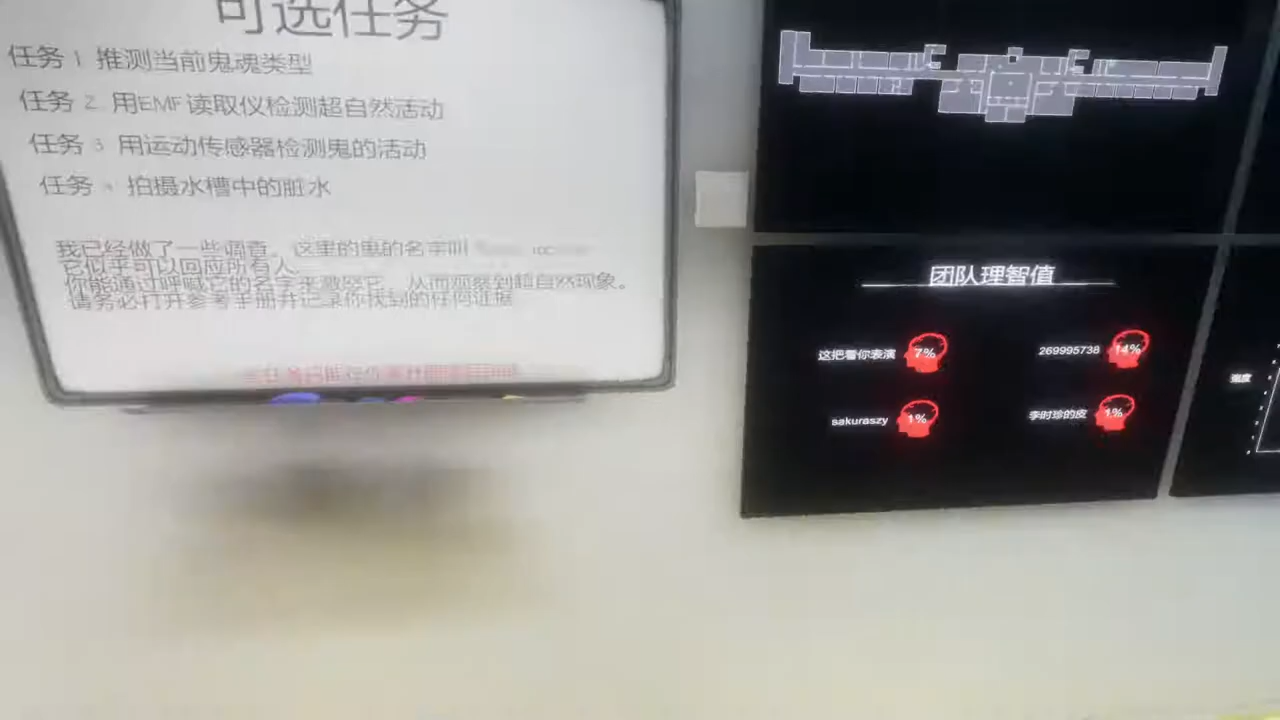 可选任务
任务 1 推测当前鬼魂类型
任务 2 用EMF读取仪检测超自然活动
任务 3 用运动传感器检测鬼的活动
任务 4 拍摄水槽中的脏水
我已经做了一些调查。这里的鬼的名字叫
它似乎可以回应所有人
你能通过呼喊它的名字来激怒它，从而观察到超自然现象。
请务必打开参考手册并记录你找到的任何证据
团队理智值
这把看你表演 7%
269995738 14%
sakuraszy 1%
李时珍的皮 1%
强度